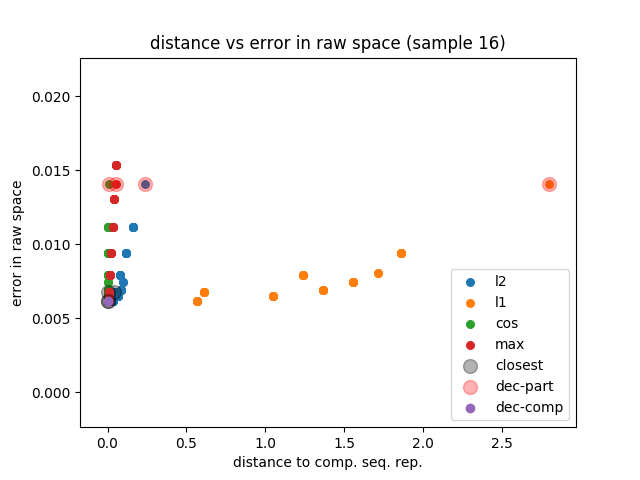 distance vs error in raw space (sample 16)
error in raw space
0.020
0.015
0.010
0.005
0.000
0.0
0.5
1.0
1.5
2.0
2.5
distance to comp. seq. rep.
l2
l1
cos
max
closest
dec-part
dec-comp